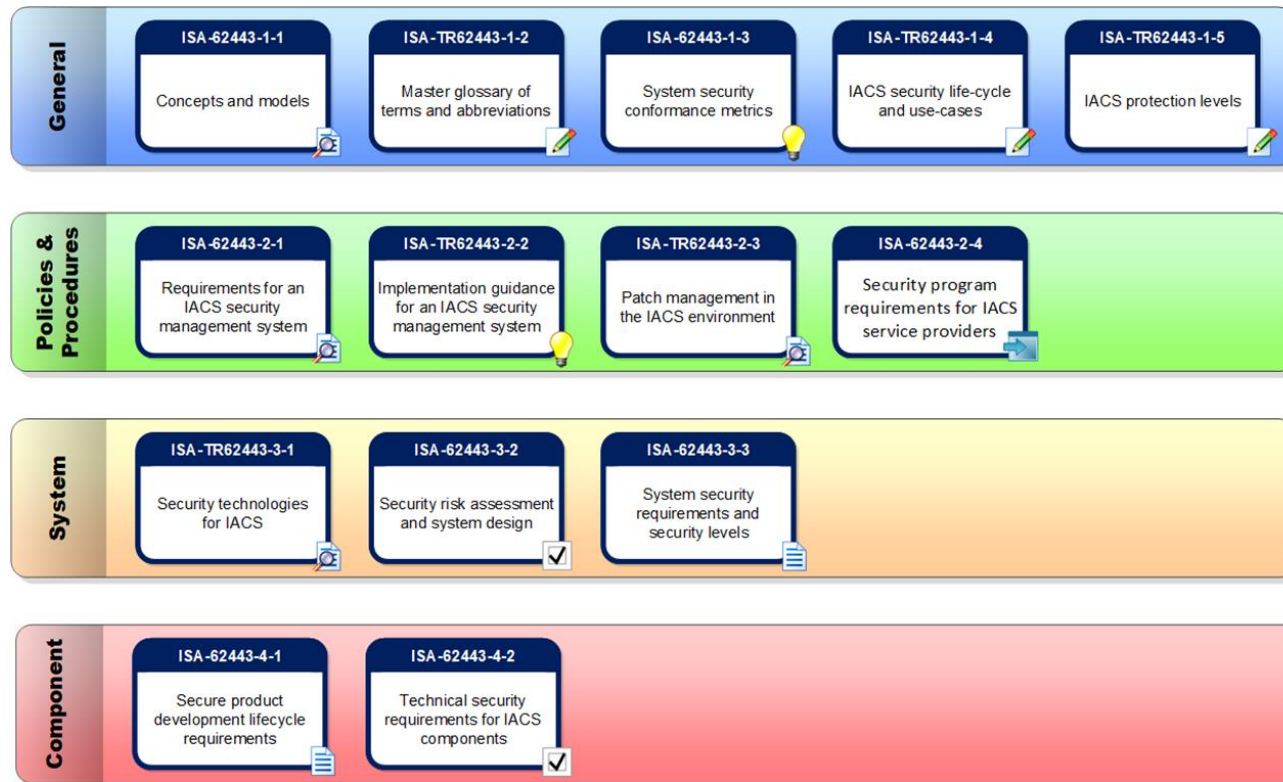 General
ISA-62443-1-1
Concepts and models
ISA-TR62443-1-2
Master glossary of
terms and abbreviations
ISA-62443-1-3
System security
conformance metrics
ISA-TR62443-1-4
IACS security life-cycle
and use-cases
ISA-TR62443-1-5
IACS protection levels
Policies &
Procedures
ISA-62443-2-1
Requirements for an
IACS security
management system
ISA-TR62443-2-2
Implementation guidance
for an IACS security
management system
ISA-TR62443-2-3
Patch management in
the IACS environment
ISA-62443-2-4
Security program
requirements for IACS
service providers
System
ISA-TR62443-3-1
Security technologies
for IACS
ISA-62443-3-2
Security risk assessment
and system design
ISA-62443-3-3
System security
requirements and
security levels
Component
ISA-62443-4-1
Secure product
development lifecycle
requirements
ISA-62443-4-2
Technical security
requirements for IACS
components